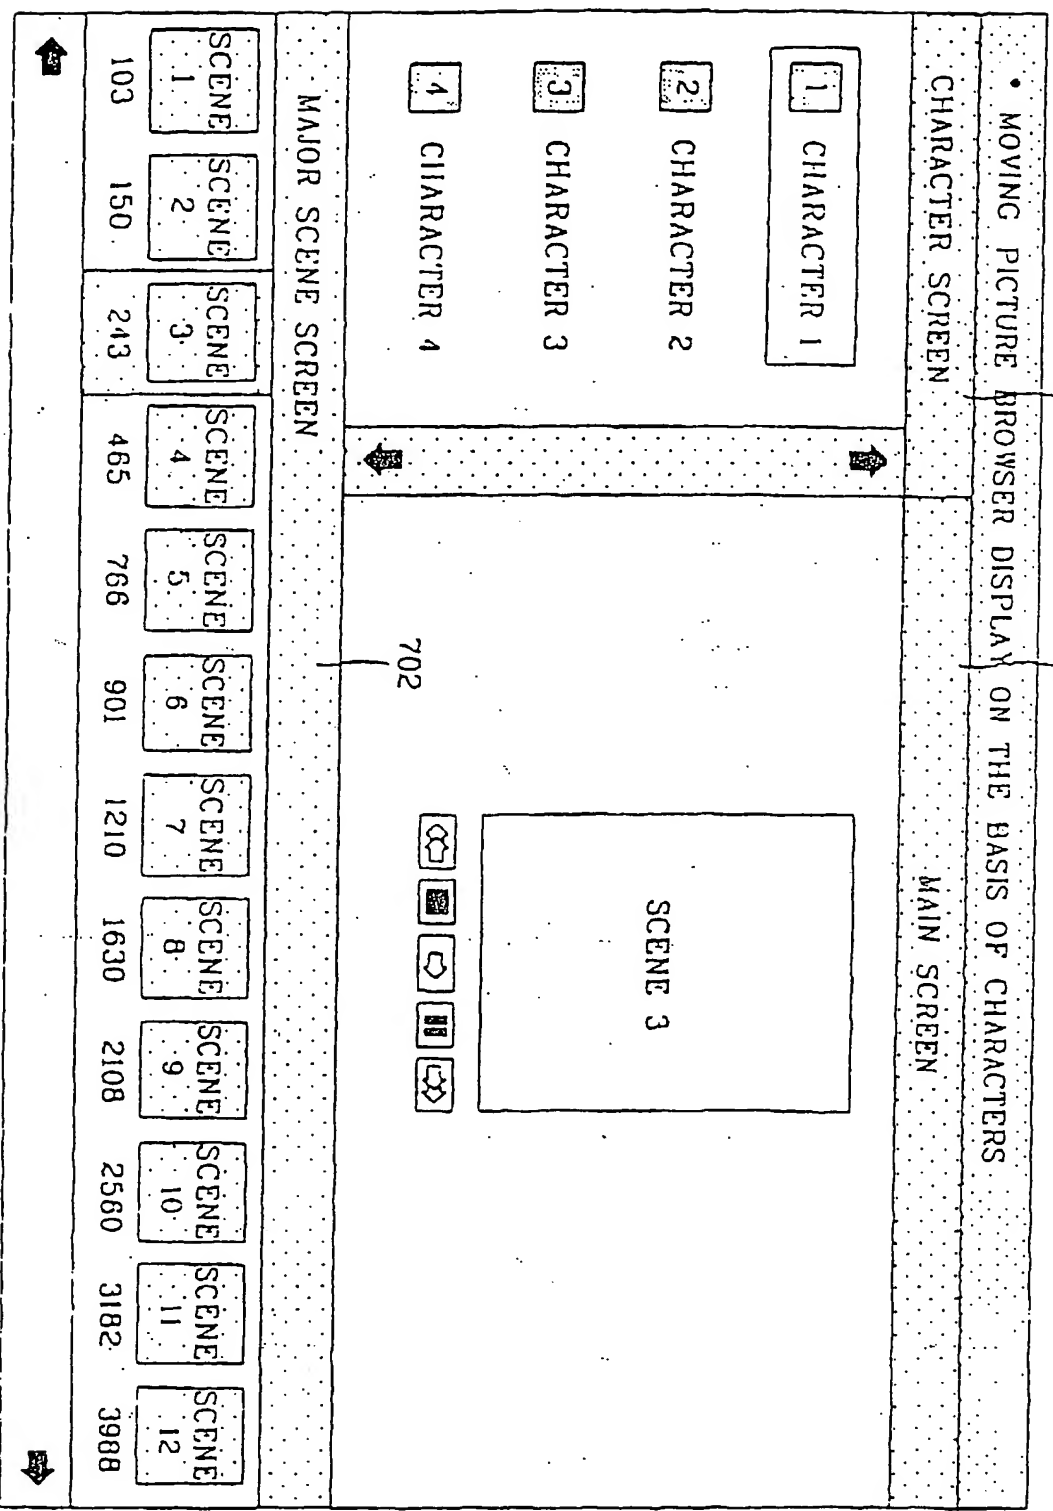 • MOVING PICTURE BROWSER DISPLAY ON THE BASIS OF CHARACTERS
CHARACTER SCREEN
MAIN SCREEN
1 CHARACTER 1
2 CHARACTER 2
3 CHARACTER 3
4 CHARACTER 4
SCENE 3
702
MAJOR SCENE SCREEN
SCENE 1
SCENE 2
SCENE 3
SCENE 4
SCENE 5
SCENE 6
SCENE 7
SCENE 8
SCENE 9
SCENE 10
SCENE 11
SCENE 12
103 150 243 465 766 901 1210 1630 2108 2560 3182 3988